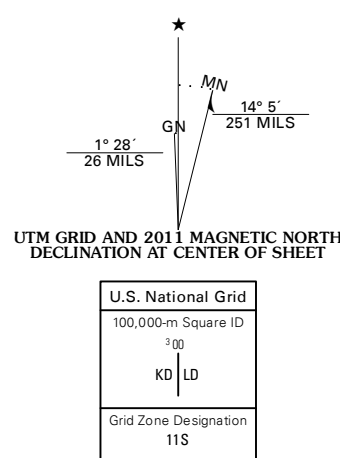 ★
MN
GN
14° 5´
251 MILS
1° 28´
26 MILS
UTM GRID AND 2011 MAGNETIC NORTH
DECLINATION AT CENTER OF SHEET
U.S. National Grid
100,000-m Square ID
³00
KD LD
Grid Zone Designation
11S